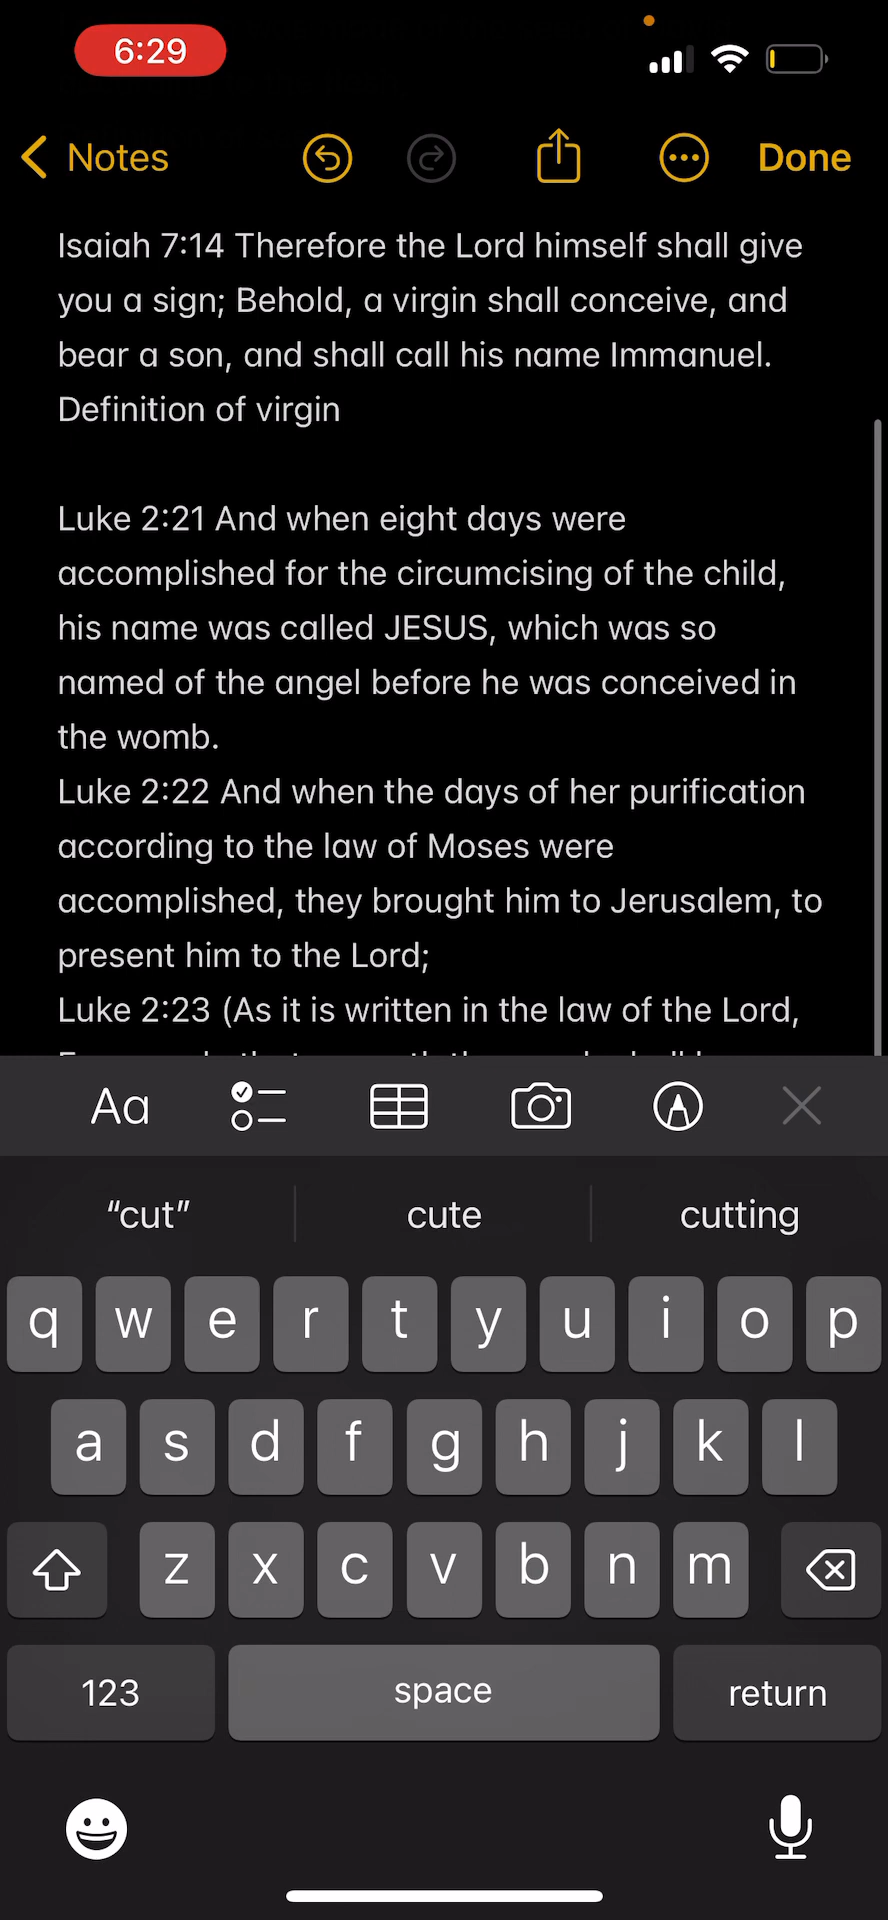 6:29
Notes
Done
Isaiah 7:14 Therefore the Lord himself shall give
you a sign; Behold, a virgin shall conceive, and
bear a son, and shall call his name Immanuel.
Definition of virgin
Luke 2:21 And when eight days were
accomplished for the circumcising of the child,
his name was called JESUS, which was so
named of the angel before he was conceived in
the womb.
Luke 2:22 And when the days of her purification
according to the law of Moses were
accomplished, they brought him to Jerusalem, to
present him to the Lord;
Luke 2:23 (As it is written in the law of the Lord,
Aa
“cut” cute cutting
q w e r t y u i o p
a s d f g h j k l
z x c v b n m
123 space return